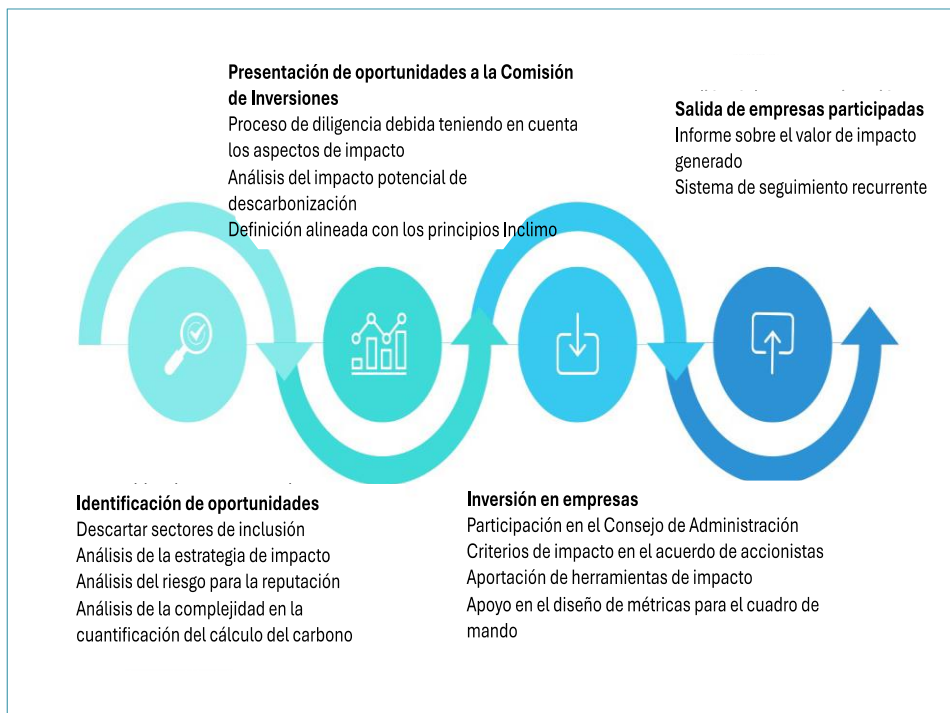 Presentación de oportunidades a la Comisión
de Inversiones
Proceso de diligencia debida teniendo en cuenta
los aspectos de impacto
Análisis del impacto potencial de
descarbonización
Definición alineada con los principios Inclimo
Salida de empresas participadas
Informe sobre el valor de impacto
generado
Sistema de seguimiento recurrente
Identificación de oportunidades
Descartar sectores de inclusión
Análisis de la estrategia de impacto
Análisis del riesgo para la reputación
Análisis de la complejidad en la
cuantificación del cálculo del carbono
Inversión en empresas
Participación en el Consejo de Administración
Criterios de impacto en el acuerdo de accionistas
Aportación de herramientas de impacto
Apoyo en el diseño de métricas para el cuadro de
mando